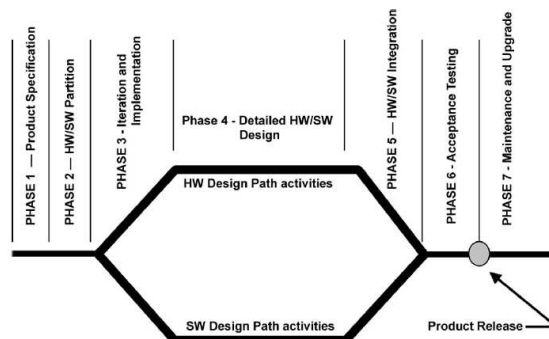 PHASE 1 — Product Specification
PHASE 2 — HW/SW Partition
PHASE 3 - Iteration and
Implementation
Phase 4 - Detailed HW/SW
Design
PHASE 5 — HW/SW Integration
PHASE 6 - Acceptance Testing
PHASE 7 - Maintenance and Upgrade
HW Design Path activities
SW Design Path activities
Product Release